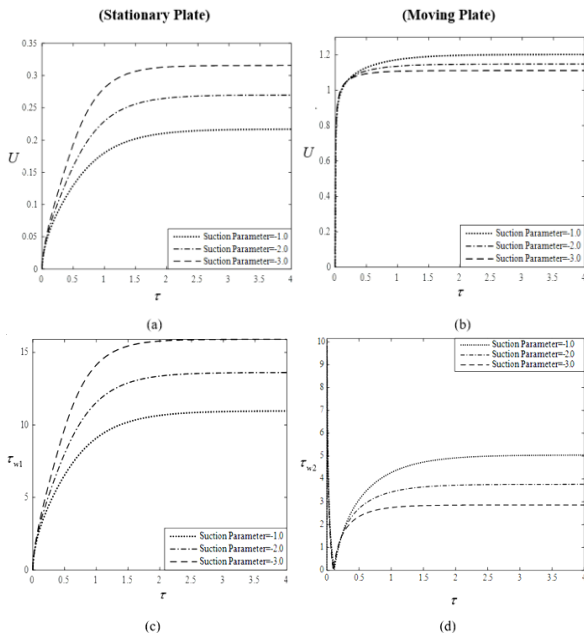 (Stationary Plate)
(Moving Plate)
0.35
0.3
0.25
0.2
0.15
0.1
0.05
0
U
0 0.5 1 1.5 2 2.5 3 3.5 4
τ
Suction Parameter=-1.0
Suction Parameter=-2.0
Suction Parameter=-3.0
(a)
1.2
1
0.8
0.6
0.4
0.2
0
U
0 0.5 1 1.5 2 2.5 3 3.5 4
τ
Suction Parameter=-1.0
Suction Parameter=-2.0
Suction Parameter=-3.0
(b)
15
10
5
0
τw1
0 0.5 1 1.5 2 2.5 3 3.5 4
τ
Suction Parameter=-1.0
Suction Parameter=-2.0
Suction Parameter=-3.0
(c)
10
9
8
7
6
5
4
3
2
1
0
τw2
0 0.5 1 1.5 2 2.5 3 3.5 4
τ
Suction Parameter=-1.0
Suction Parameter=-2.0
Suction Parameter=-3.0
(d)